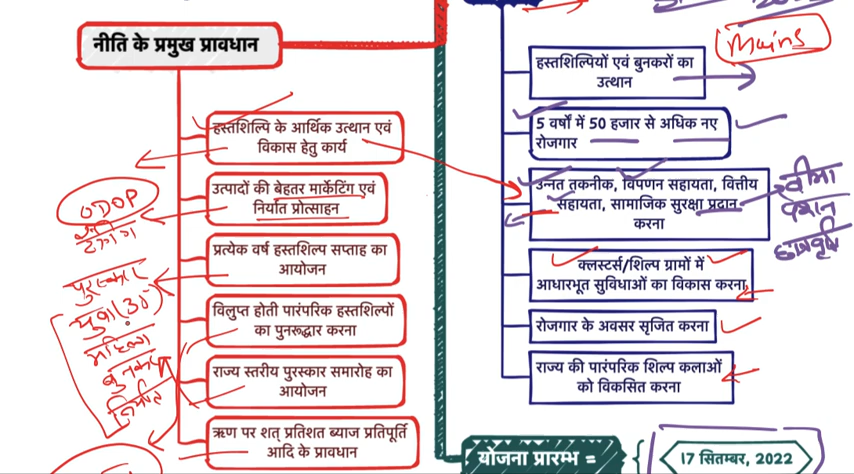 Mains
नीति के प्रमुख प्रावधान
हस्तशिल्पि के आर्थिक उत्थान एवं
विकास हेतु कार्य
ODOP
उत्पादों की बेहतर मार्केटिंग एवं
निर्यात प्रोत्साहन
प्रत्येक वर्ष हस्तशिल्प सप्ताह का
आयोजन
पुरस्कार
विलुप्त होती पारंपरिक हस्तशिल्पों
का पुनरूद्धार करना
महिला
बुनकर
निर्यात
राज्य स्तरीय पुरस्कार समारोह का
आयोजन
ऋण पर शत् प्रतिशत ब्याज प्रतिपूर्ति
आदि के प्रावधान
हस्तशिल्पियों एवं बुनकरों का
उत्थान
5 वर्षों में 50 हजार से अधिक नए
रोजगार
उन्नत तकनीक, विपणन सहायता, वित्तीय
सहायता, सामाजिक सुरक्षा प्रदान
करना
बीमा
पेंशन
छात्रवृत्ति
क्लस्टर्स/शिल्प ग्रामों में
आधारभूत सुविधाओं का विकास करना
रोजगार के अवसर सृजित करना
राज्य की पारंपरिक शिल्प कलाओं
को विकसित करना
योजना प्रारम्भ =
17 सितम्बर, 2022